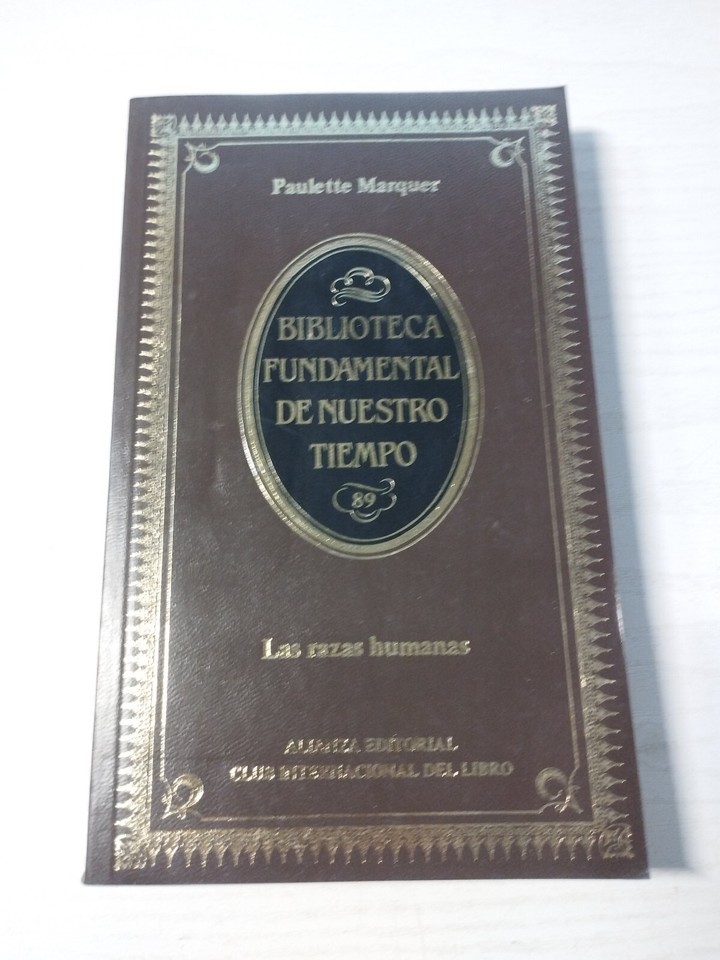 Paulette Marquer
BIBLIOTECA
FUNDAMENTAL
DE NUESTRO
TIEMPO
89
Las razas humanas
ALIANZA EDITORIAL
CLUB INTERNACIONAL DEL LIBRO